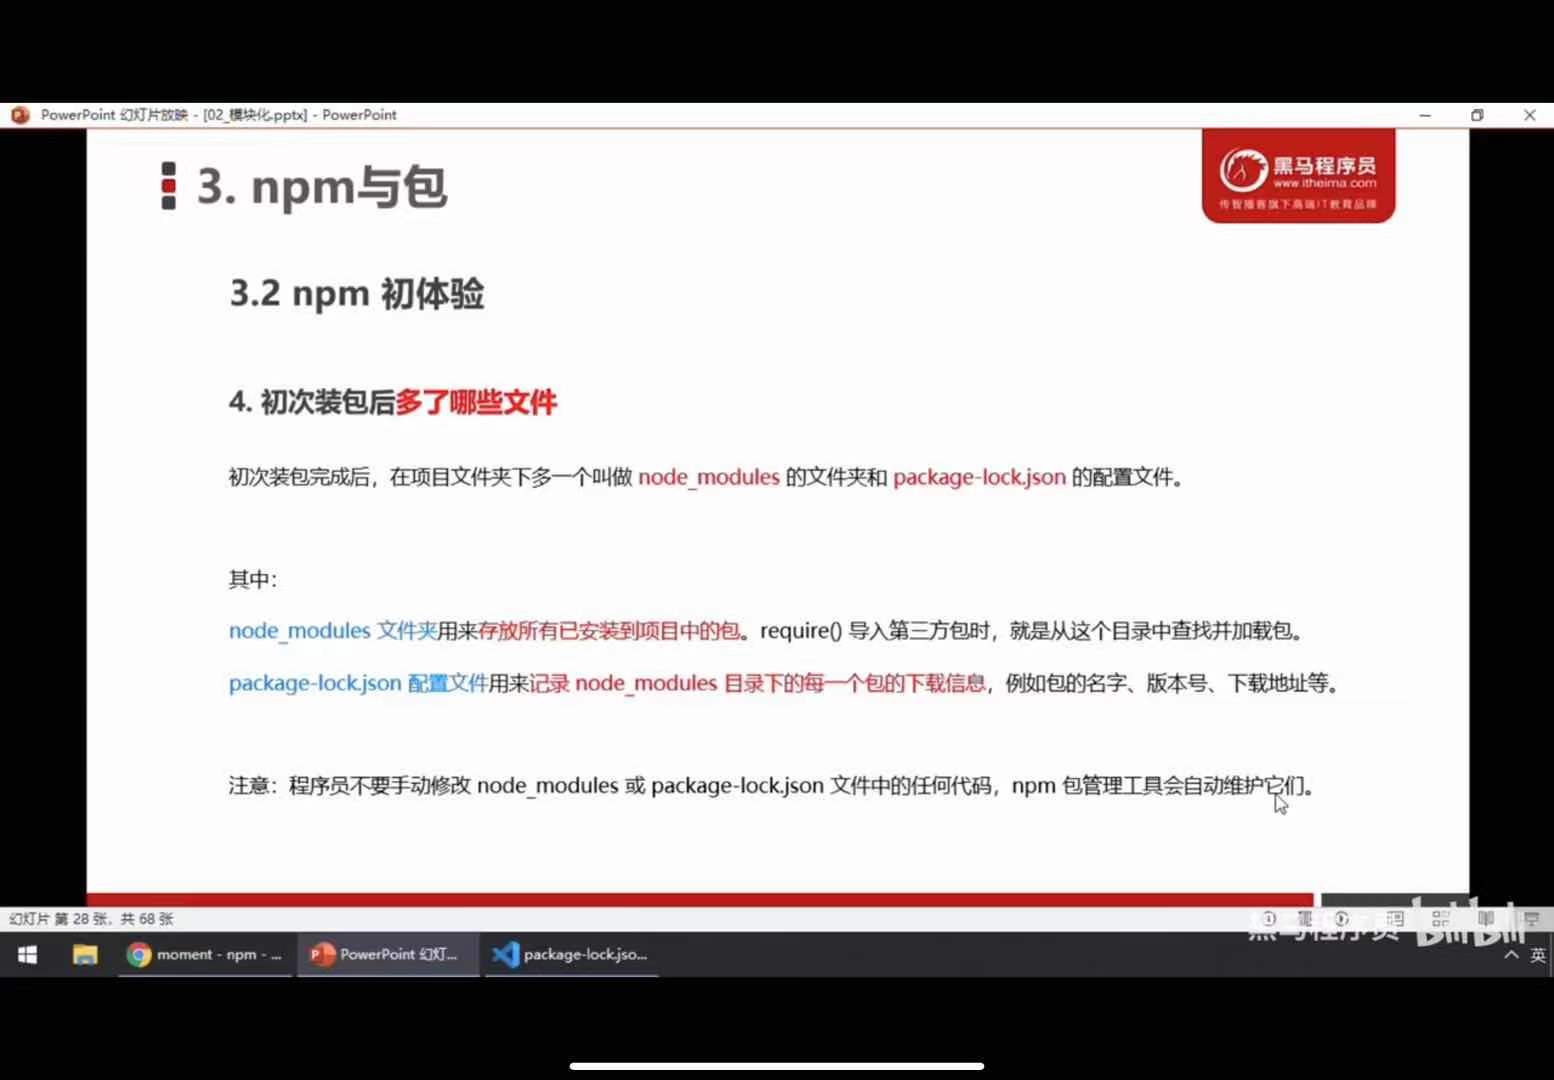 PowerPoint 幻灯片放映 - [02_模块化.pptx] - PowerPoint
3. npm与包
黑马程序员
www.itheima.com
传智播客旗下高端IT教育品牌
3.2 npm 初体验
4. 初次装包后多了哪些文件
初次装包完成后，在项目文件夹下多一个叫做 node_modules 的文件夹和 package-lock.json 的配置文件。
其中：
node_modules 文件夹用来存放所有已安装到项目中的包。require() 导入第三方包时，就是从这个目录中查找并加载包。
package-lock.json 配置文件用来记录 node_modules 目录下的每一个包的下载信息，例如包的名字、版本号、下载地址等。
注意：程序员不要手动修改 node_modules 或 package-lock.json 文件中的任何代码，npm 包管理工具会自动维护它们。
幻灯片 第 28 张，共 68 张
黑马程序员 bilibili
moment - npm - ...
PowerPoint 幻灯...
package-lock.jso...
英